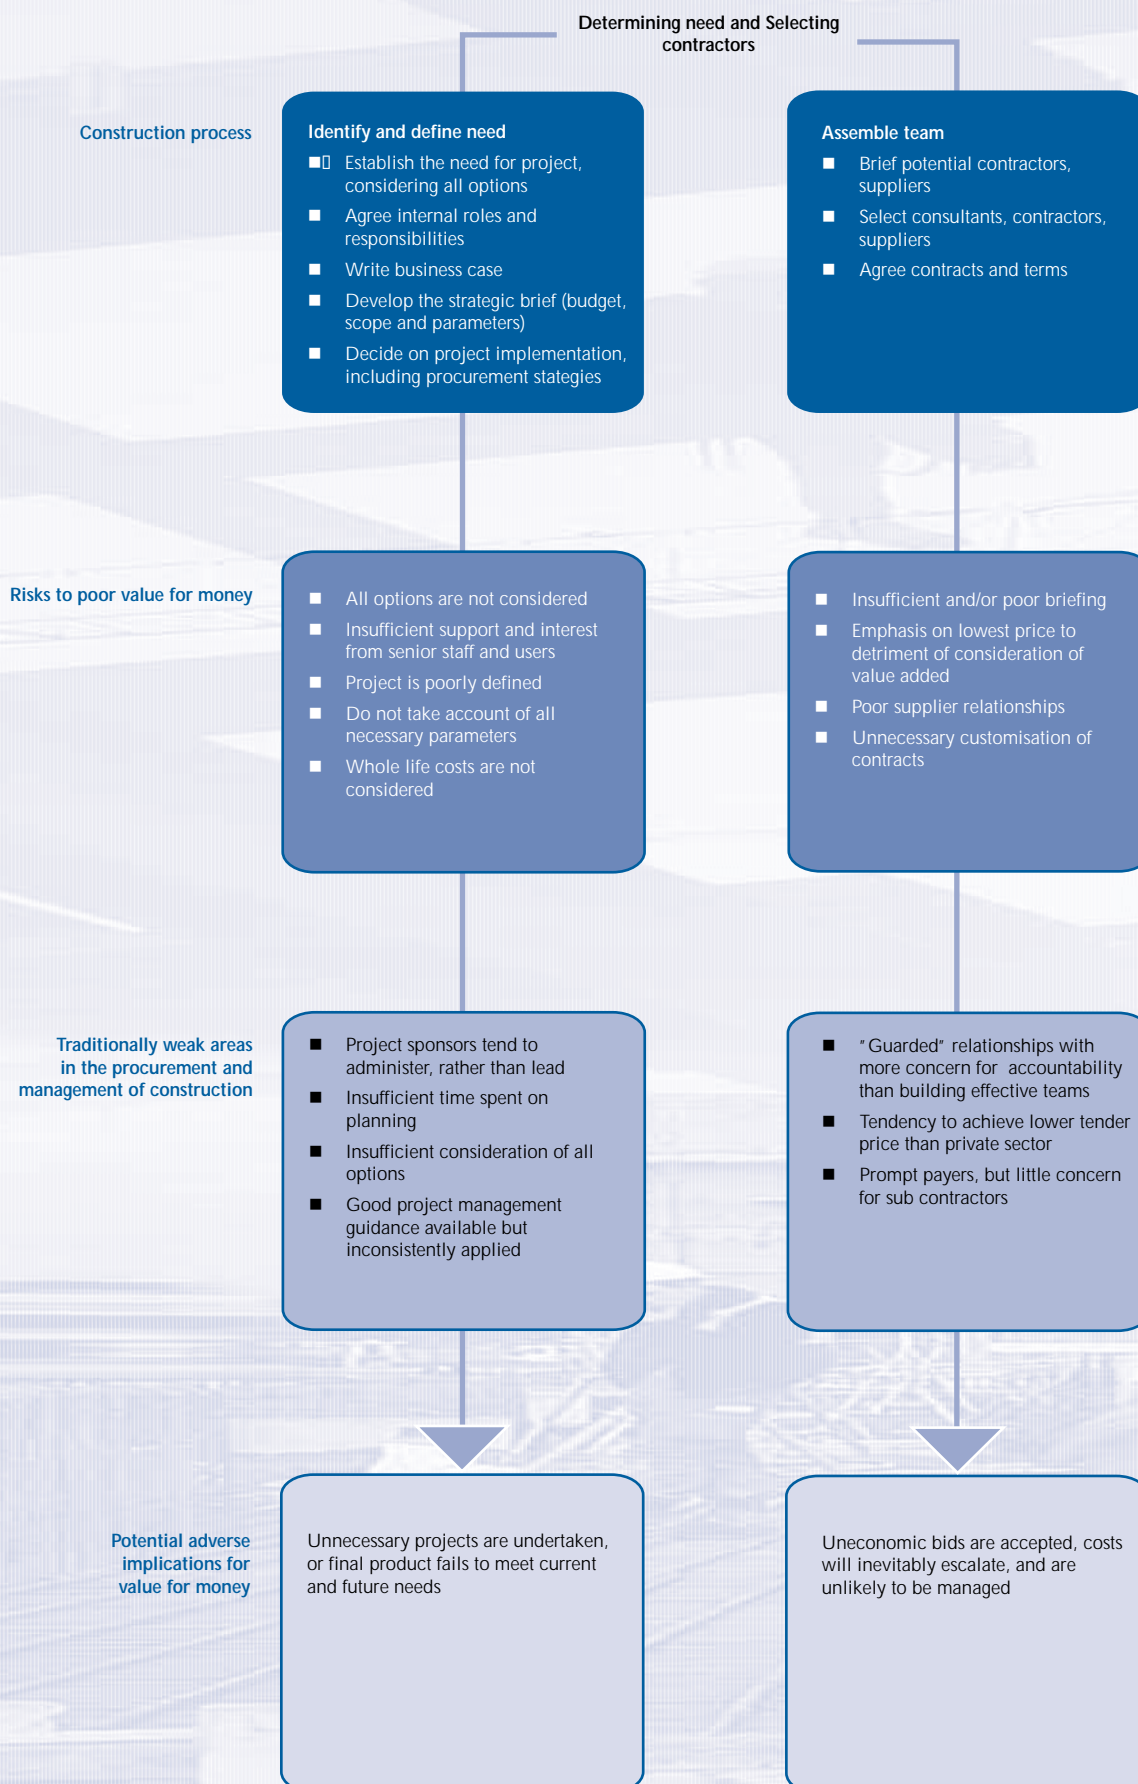 Determining need and Selecting
contractors
Construction process
Identify and define need
■▯ Establish the need for project,
considering all options
■ Agree internal roles and
responsibilities
■ Write business case
■ Develop the strategic brief (budget,
scope and parameters)
■ Decide on project implementation,
including procurement stategies
Assemble team
■ Brief potential contractors,
suppliers
■ Select consultants, contractors,
suppliers
■ Agree contracts and terms
Risks to poor value for money
■ All options are not considered
■ Insufficient support and interest
from senior staff and users
■ Project is poorly defined
■ Do not take account of all
necessary parameters
■ Whole life costs are not
considered
■ Insufficient and/or poor briefing
■ Emphasis on lowest price to
detriment of consideration of
value added
■ Poor supplier relationships
■ Unnecessary customisation of
contracts
Traditionally weak areas
in the procurement and
management of construction
■ Project sponsors tend to
administer, rather than lead
■ Insufficient time spent on
planning
■ Insufficient consideration of all
options
■ Good project management
guidance available but
inconsistently applied
■ "Guarded" relationships with
more concern for accountability
than building effective teams
■ Tendency to achieve lower tender
price than private sector
■ Prompt payers, but little concern
for sub contractors
Potential adverse
implications for
value for money
Unnecessary projects are undertaken,
or final product fails to meet current
and future needs
Uneconomic bids are accepted, costs
will inevitably escalate, and are
unlikely to be managed